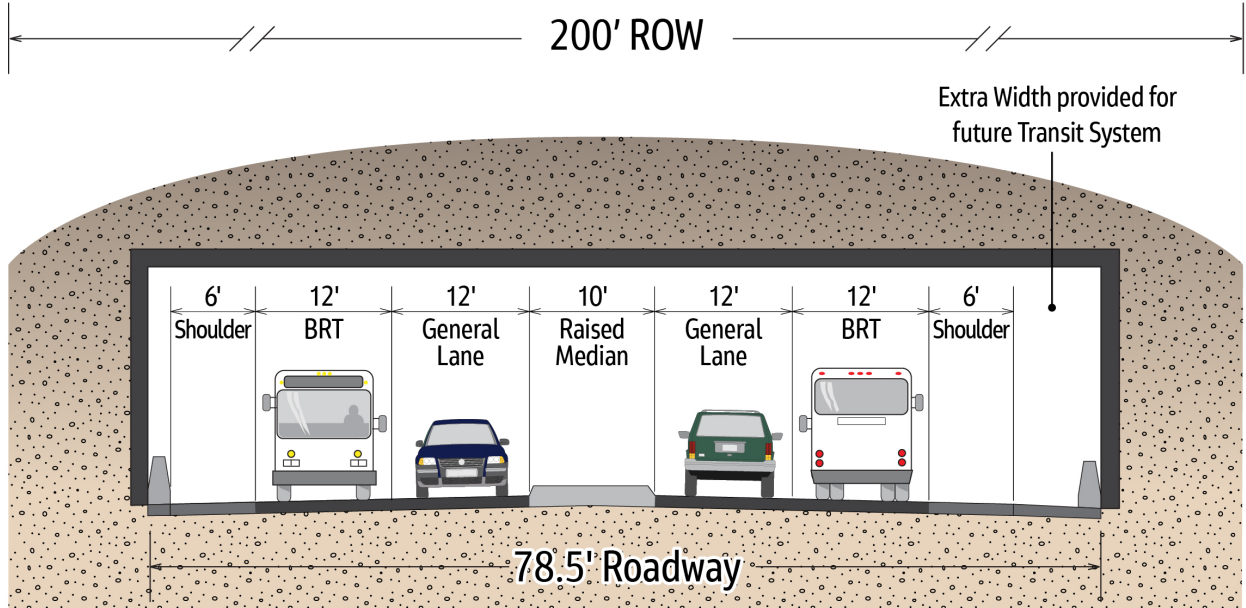 200’ ROW
Extra Width provided for
future Transit System
6' 12' 12' 10' 12' 12' 6'
Shoulder BRT General Raised General BRT Shoulder
Lane Median Lane
78.5' Roadway